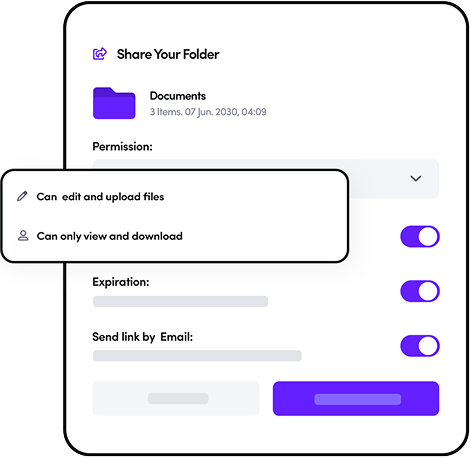 Share Your Folder
Documents
3 Items. 07 Jun. 2030, 04:09
Permission:
Can edit and upload files
Can only view and download
Expiration:
Send link by Email: